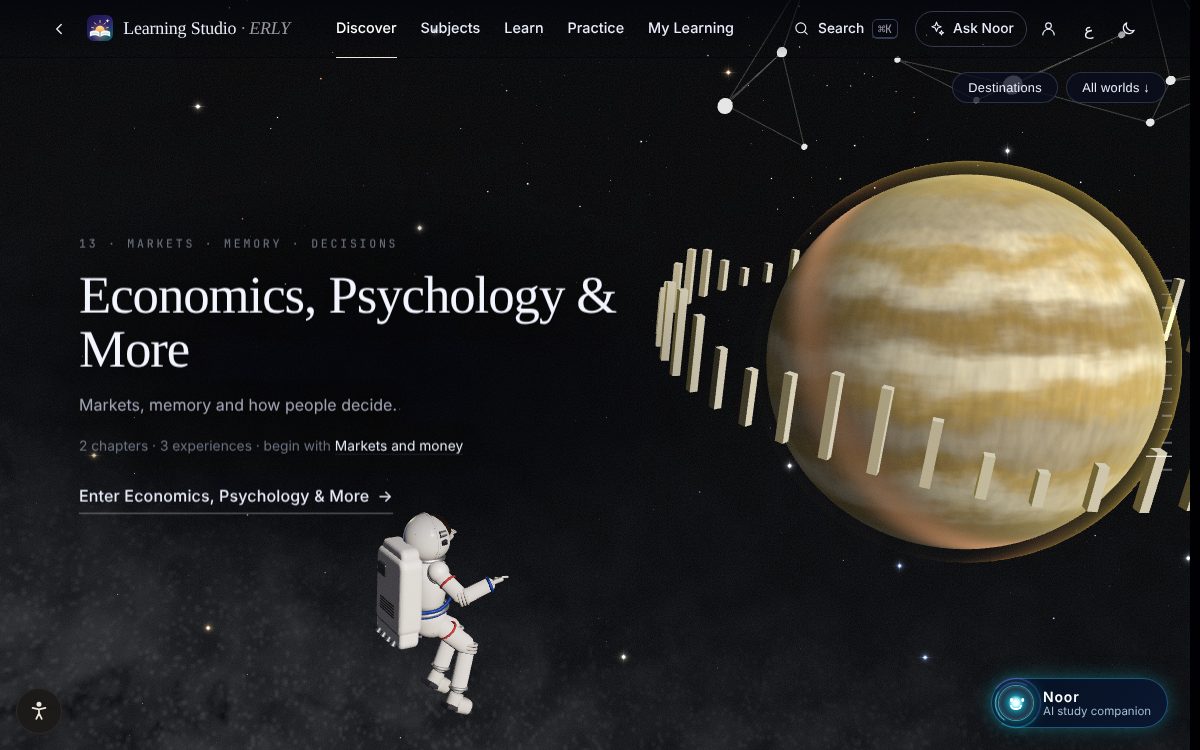 Learning Studio · ERLY
Discover
Subjects
Learn
Practice
My Learning
Search
⌘K
Ask Noor
ع
Destinations
All worlds ↓
13 · MARKETS · MEMORY · DECISIONS
Economics, Psychology &
More
Markets, memory and how people decide.
2 chapters · 3 experiences · begin with Markets and money
Enter Economics, Psychology & More →
Noor
AI study companion